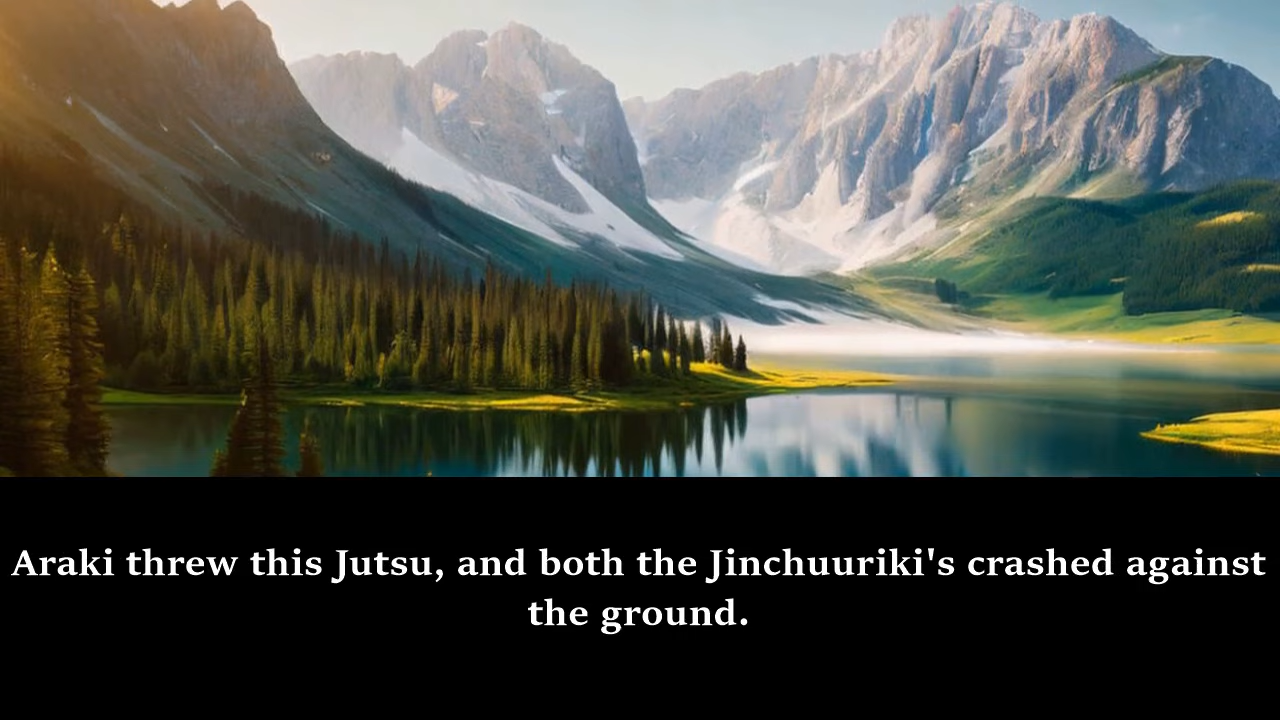 Araki threw this Jutsu, and both the Jinchuuriki's crashed against
the ground.